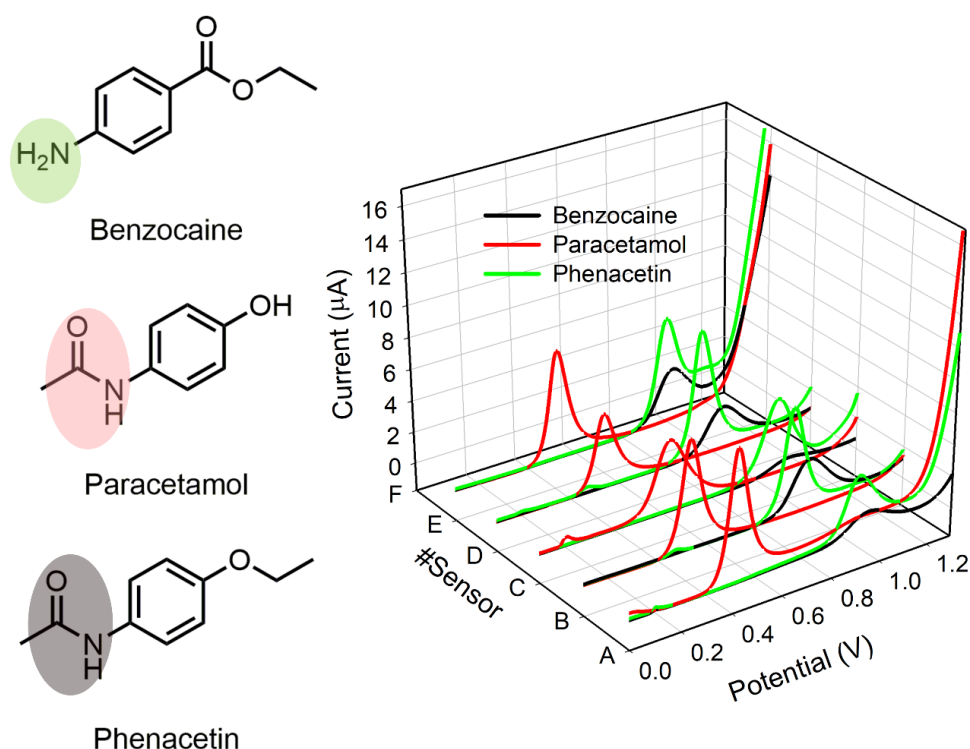 O
O
H₂N
Benzocaine
O
OH
N
H
Paracetamol
O
O
N
H
Phenacetin
Benzocaine
Paracetamol
Phenacetin
Current (μA)
16
14
12
10
8
6
4
2
0
F
E
D
C
B
A
#Sensor
0.0
0.2
0.4
0.6
0.8
1.0
1.2
Potential (V)